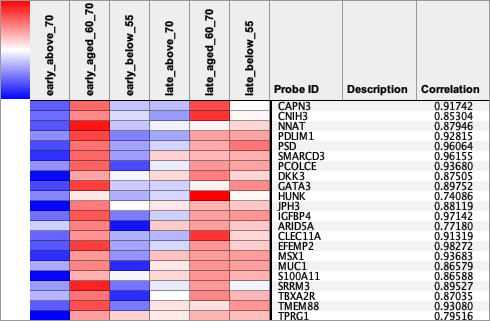 early_above_70
early_aged_60_70
early_below_55
late_above_70
late_aged_60_70
late_below_55
Probe ID Description Correlation
CAPN3 0.91742
CNIH3 0.85304
NNAT 0.87946
PDLIM1 0.92815
PSD 0.96064
SMARCD3 0.96155
PCOLCE 0.93680
DKK3 0.87505
GATA3 0.89752
HUNK 0.74086
JPH3 0.88119
IGFBP4 0.97142
ARID5A 0.77180
CLEC11A 0.91319
EFEMP2 0.98272
MSX1 0.93683
MUC1 0.86579
S100A11 0.86588
SRRM3 0.89527
TBXA2R 0.87035
TMEM88 0.93080
TPRG1 0.79516